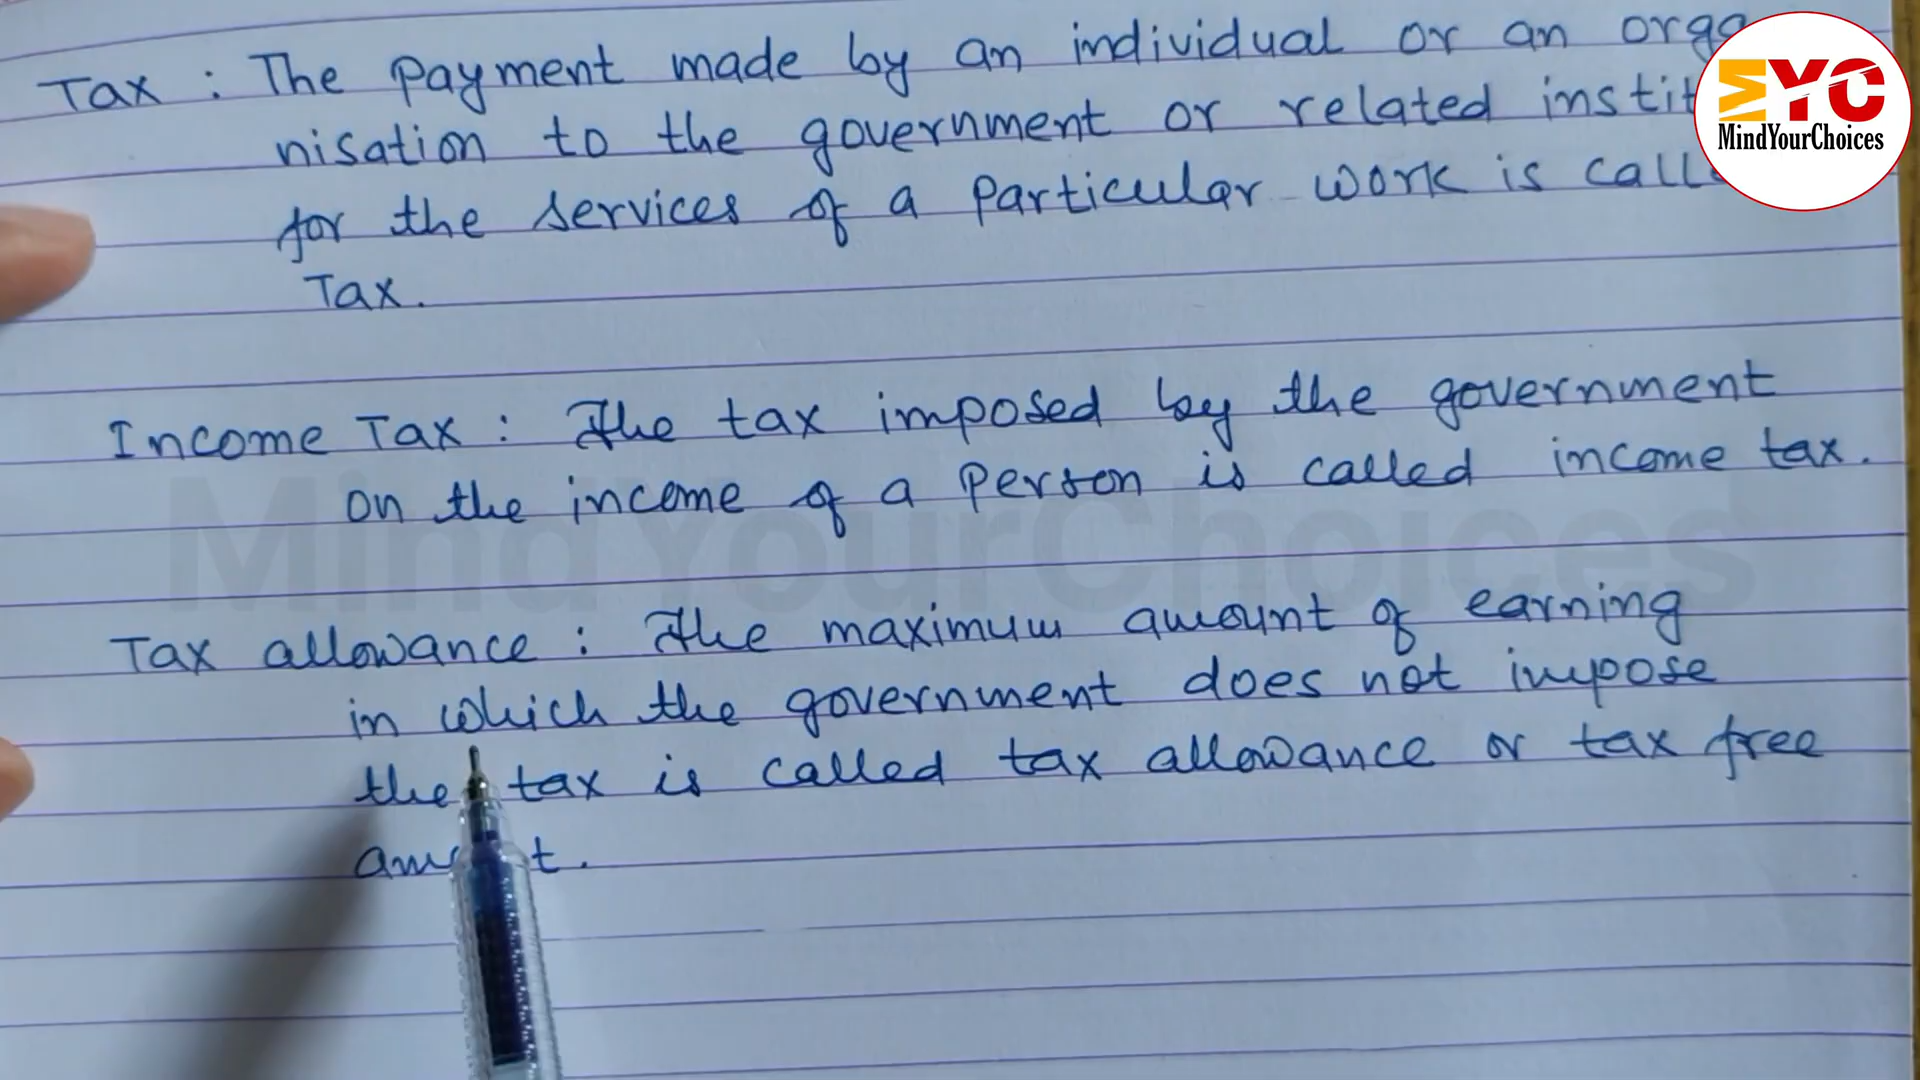 Tax : The payment made by an individual or an orga
nisation to the government or related instit
for the services of a particular work is call
Tax.
Income Tax : The tax imposed by the government
on the income of a person is called income tax.
Tax allowance : The maximum amount of earning
in which the government does not impose
the tax is called tax allowance or tax free
am t.
MYC
MindYourChoices
MindYourChoices